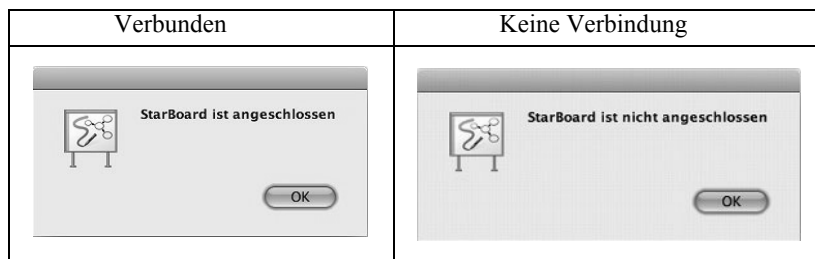 Verbunden
Keine Verbindung
StarBoard ist angeschlossen
OK
StarBoard ist nicht angeschlossen
OK